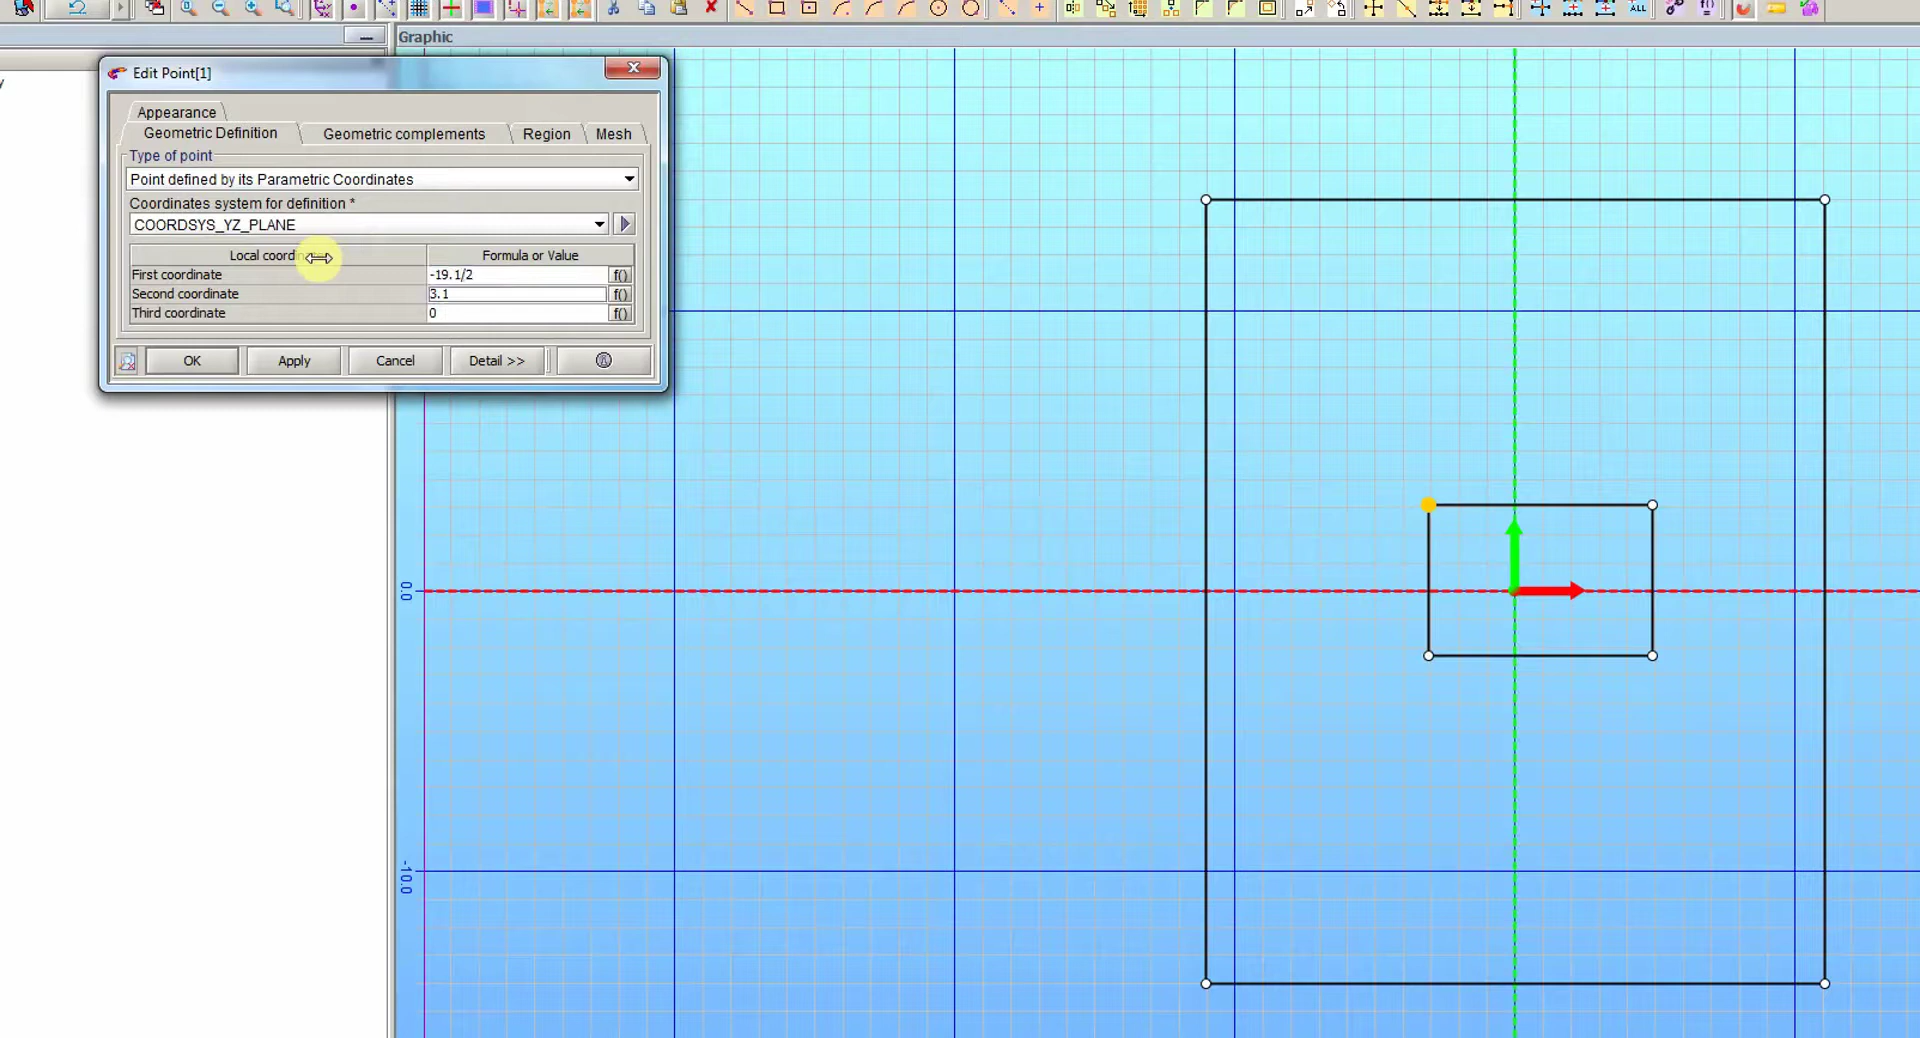 ALL
Graphic
Edit Point[1]
Appearance
Geometric Definition
Geometric complements
Region
Mesh
Type of point
Point defined by its Parametric Coordinates
Coordinates system for definition *
COORDSYS_YZ_PLANE
Local coordin
Formula or Value
First coordinate
-19.1/2
f()
Second coordinate
3.1
f()
Third coordinate
0
f()
OK
Apply
Cancel
Detail >>
0.0
-10.0